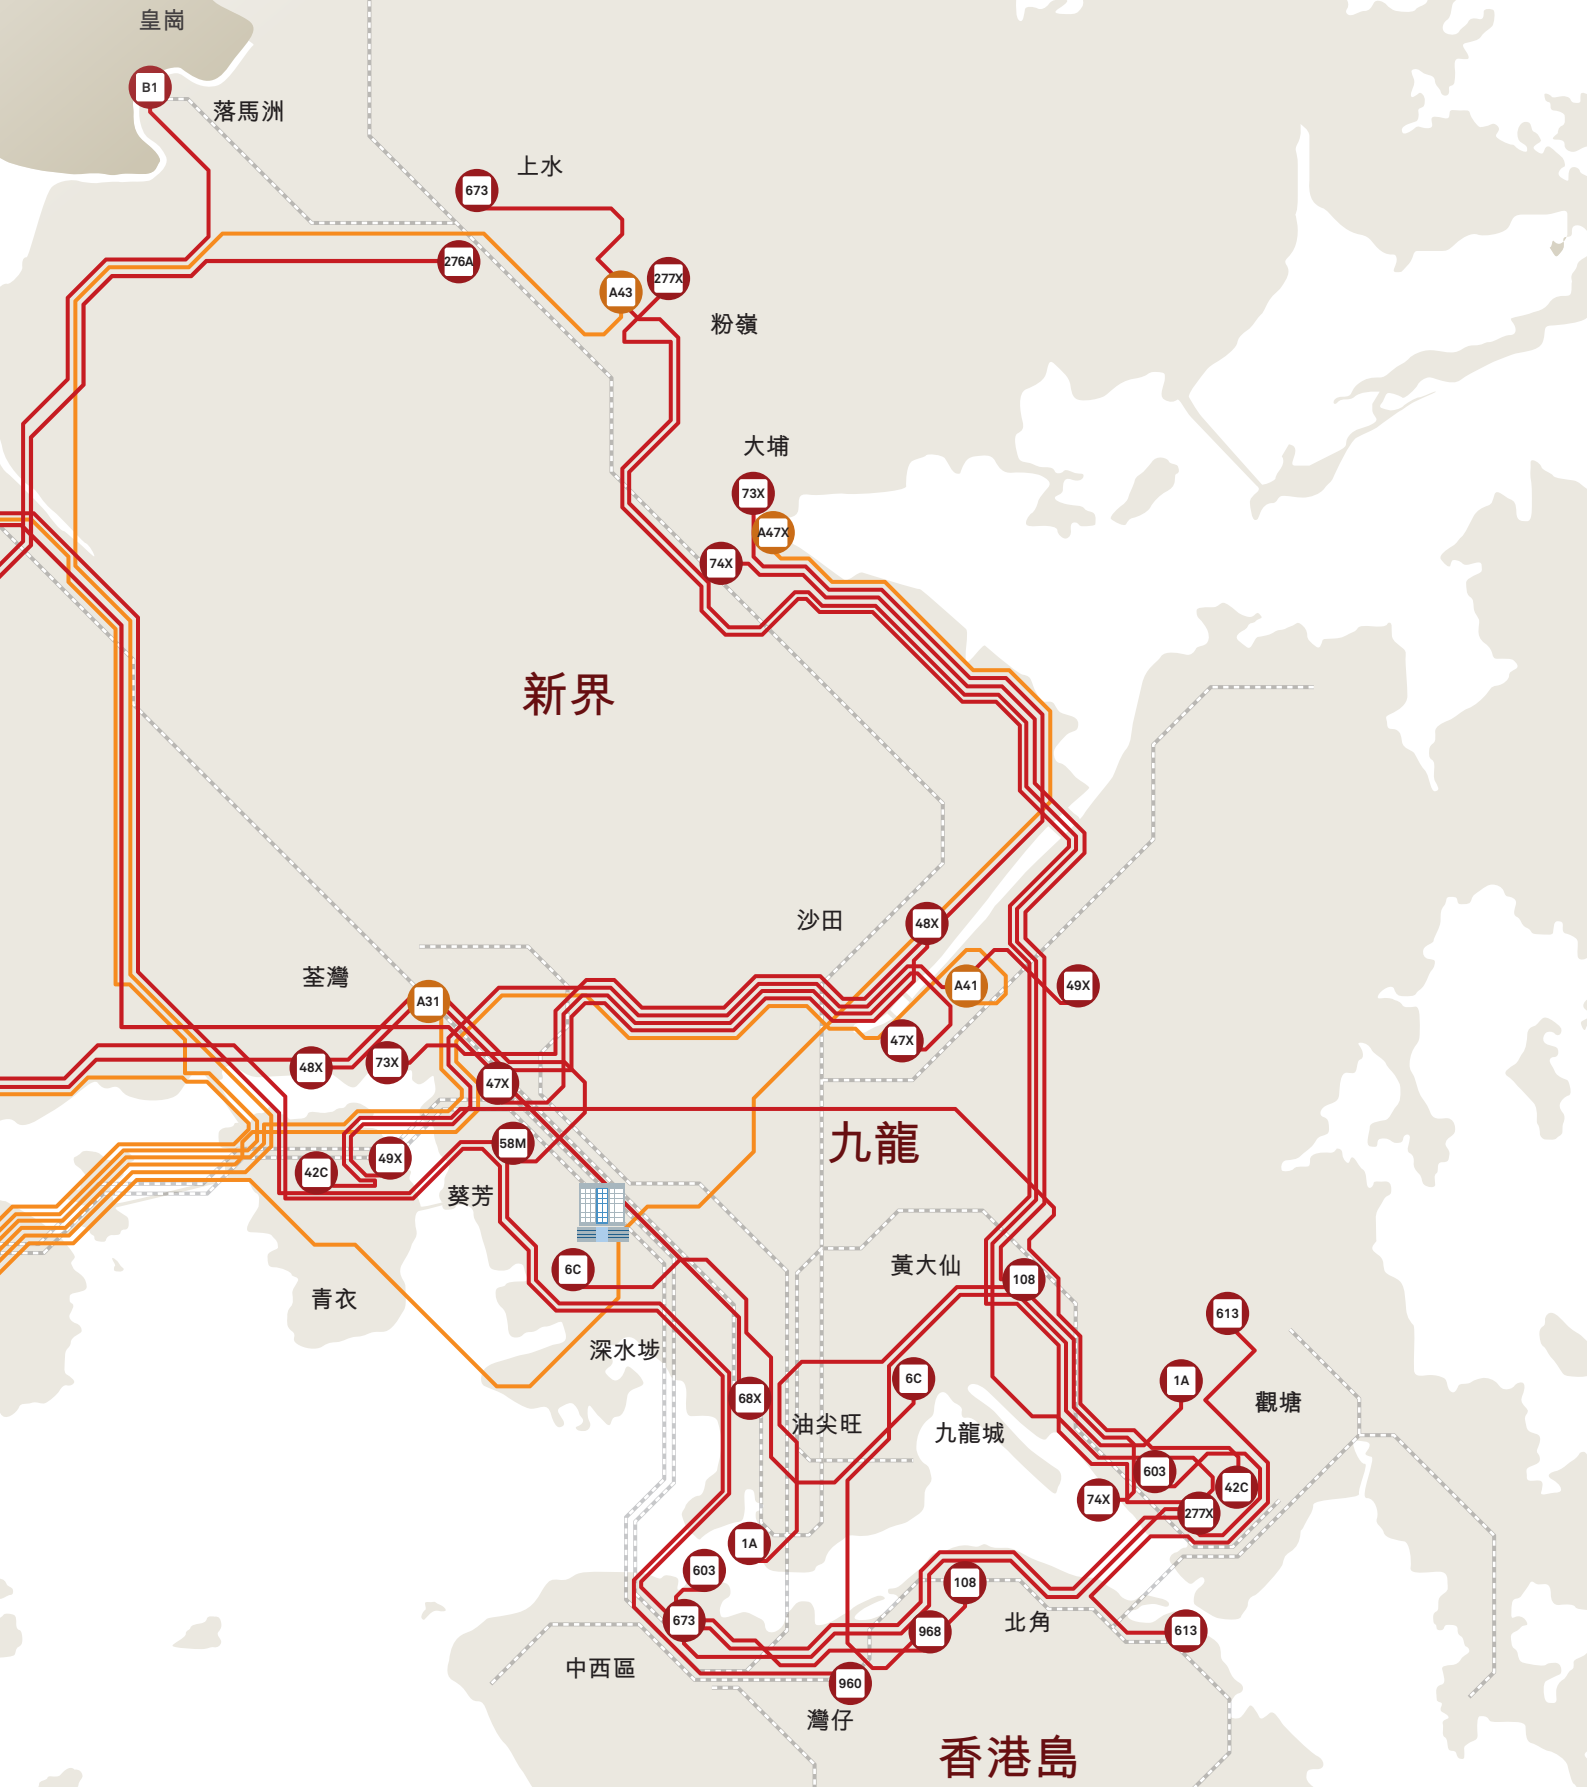 皇崗
B1
落馬洲
上水
673
276A
277X
A43
粉嶺
大埔
73X
A47X
74X
新界
沙田
48X
荃灣
A31
A41
49X
47X
48X
73X
47X
九龍
58M
49X
42C
葵芳
6C
黃大仙
108
青衣
613
深水埗
6C
1A
68X
油尖旺
觀塘
九龍城
603
42C
74X
277X
1A
603
108
673
968
北角
613
中西區
960
灣仔
香港島